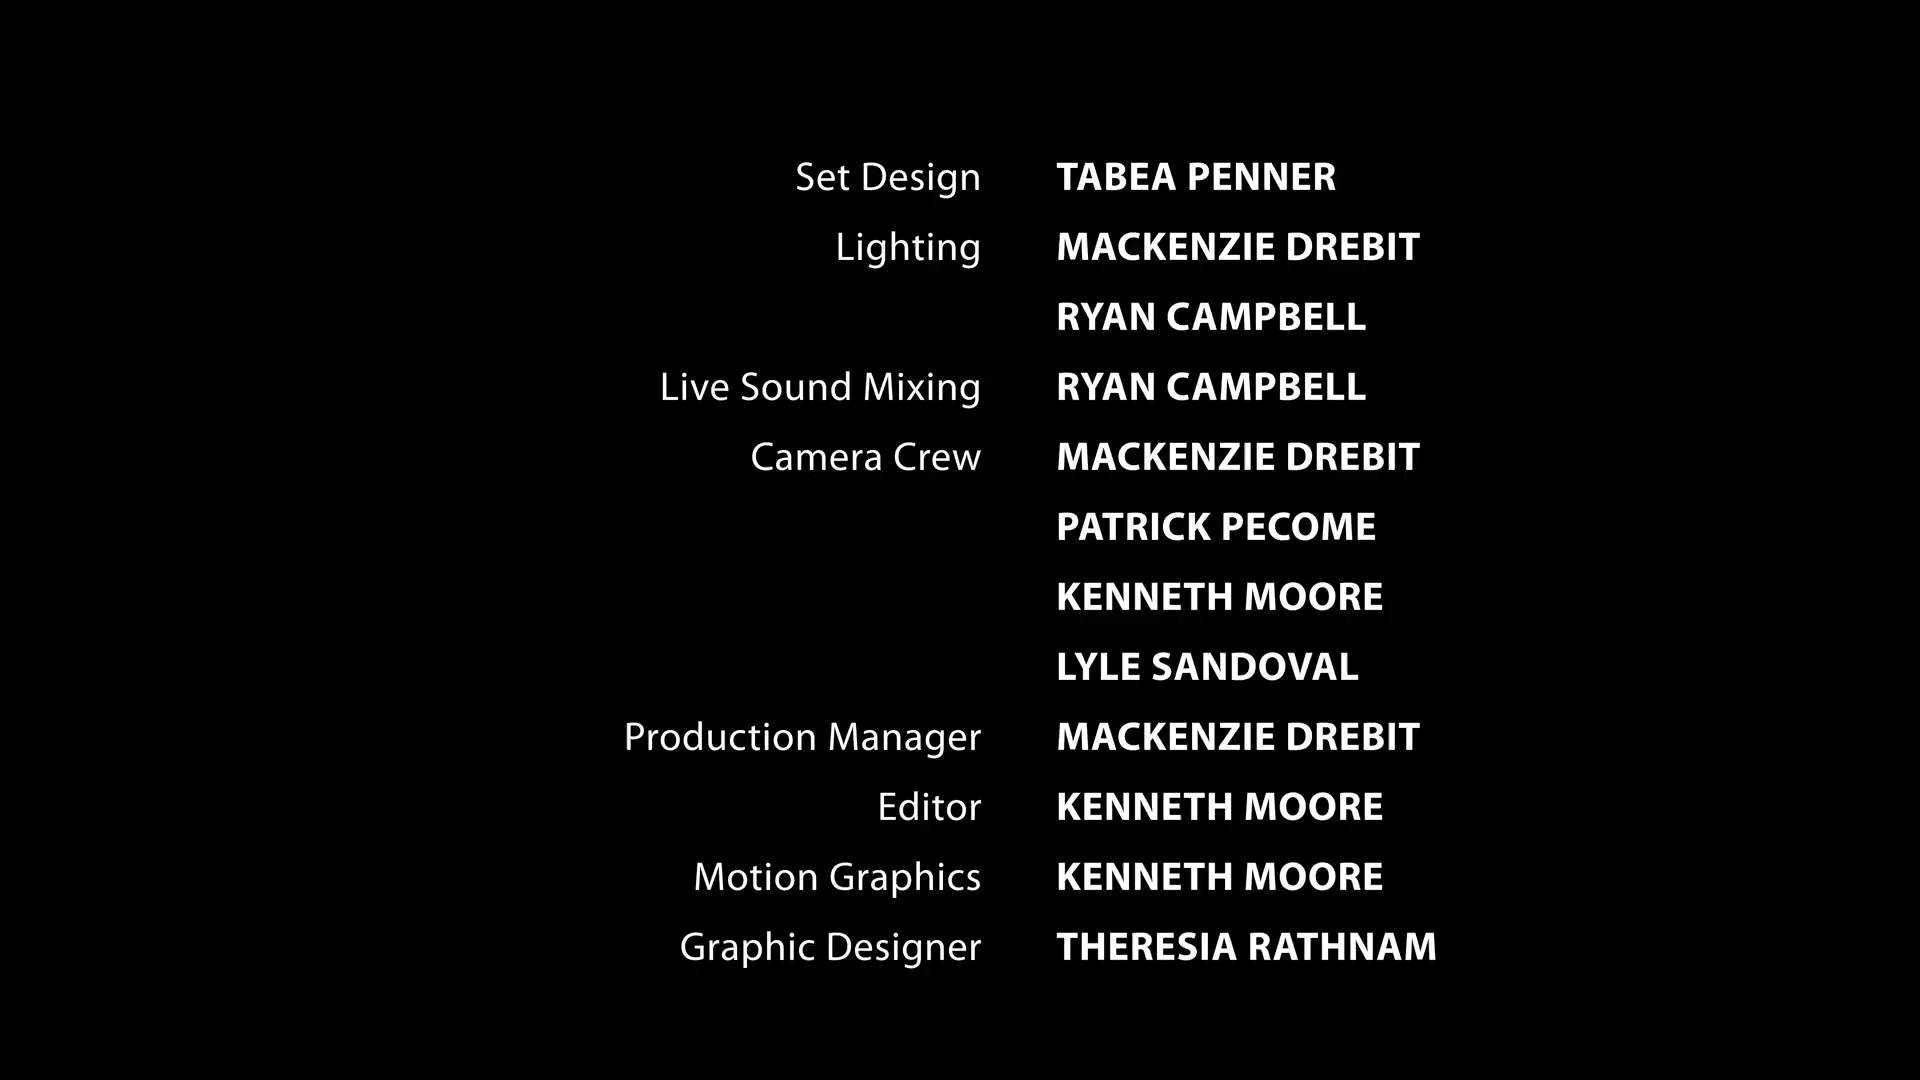 Set Design TABEA PENNER
Lighting MACKENZIE DREBIT
RYAN CAMPBELL
Live Sound Mixing RYAN CAMPBELL
Camera Crew MACKENZIE DREBIT
PATRICK PECOME
KENNETH MOORE
LYLE SANDOVAL
Production Manager MACKENZIE DREBIT
Editor KENNETH MOORE
Motion Graphics KENNETH MOORE
Graphic Designer THERESIA RATHNAM